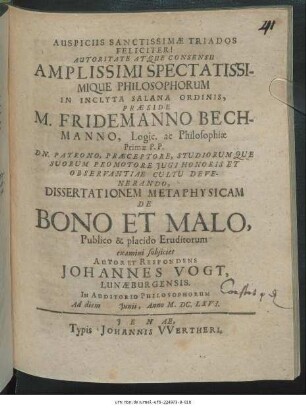 41
AUSPICIIS SANCTISSIMÆ TRIADOS
FELICITER!
AUTORITATE ATQUE CONSENSU
AMPLISSIMI SPECTATISSI-
MIQUE PHILOSOPHORUM
IN INCLYTA SALANA ORDINIS,
PRÆSIDE
M. FRIDEMANNO BECH-
MANNO, Logic. ac Philosophiæ
Primæ P.P.
DN. PATRONO, PRÆCEPTORE, STUDIORUMQUE
SUORUM PROMOTORE JUGI HONORIS ET
OBSERVANTIÆ CULTU DEVE-
NERANDO,
DISSERTATIONEM METAPHYSICAM
DE
BONO ET MALO,
Publico & placido Eruditorum
examini subjiciet
AUTOR ET RESPONDENS
JOHANNES VOGT,
LUNÆBURGENSIS.
IN AUDITORIO PHILOSOPHORUM
Ad diem Junii, Anno M. DC. LXVI.
JENÆ,
Typis JOHANNIS WERTHERI,